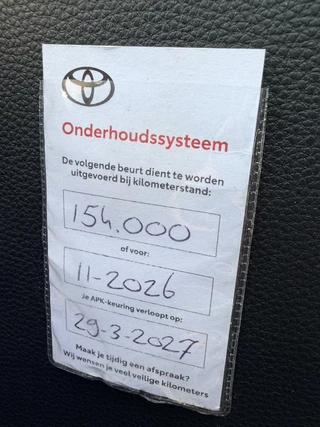 Onderhoudssysteem
De volgende beurt dient te worden
uitgevoerd bij kilometerstand:
154.000
of voor:
11-2026
Je APK-keuring verloopt op:
29-3-2027
Maak je tijdig een afspraak?
Wij wensen je veel veilige kilometers